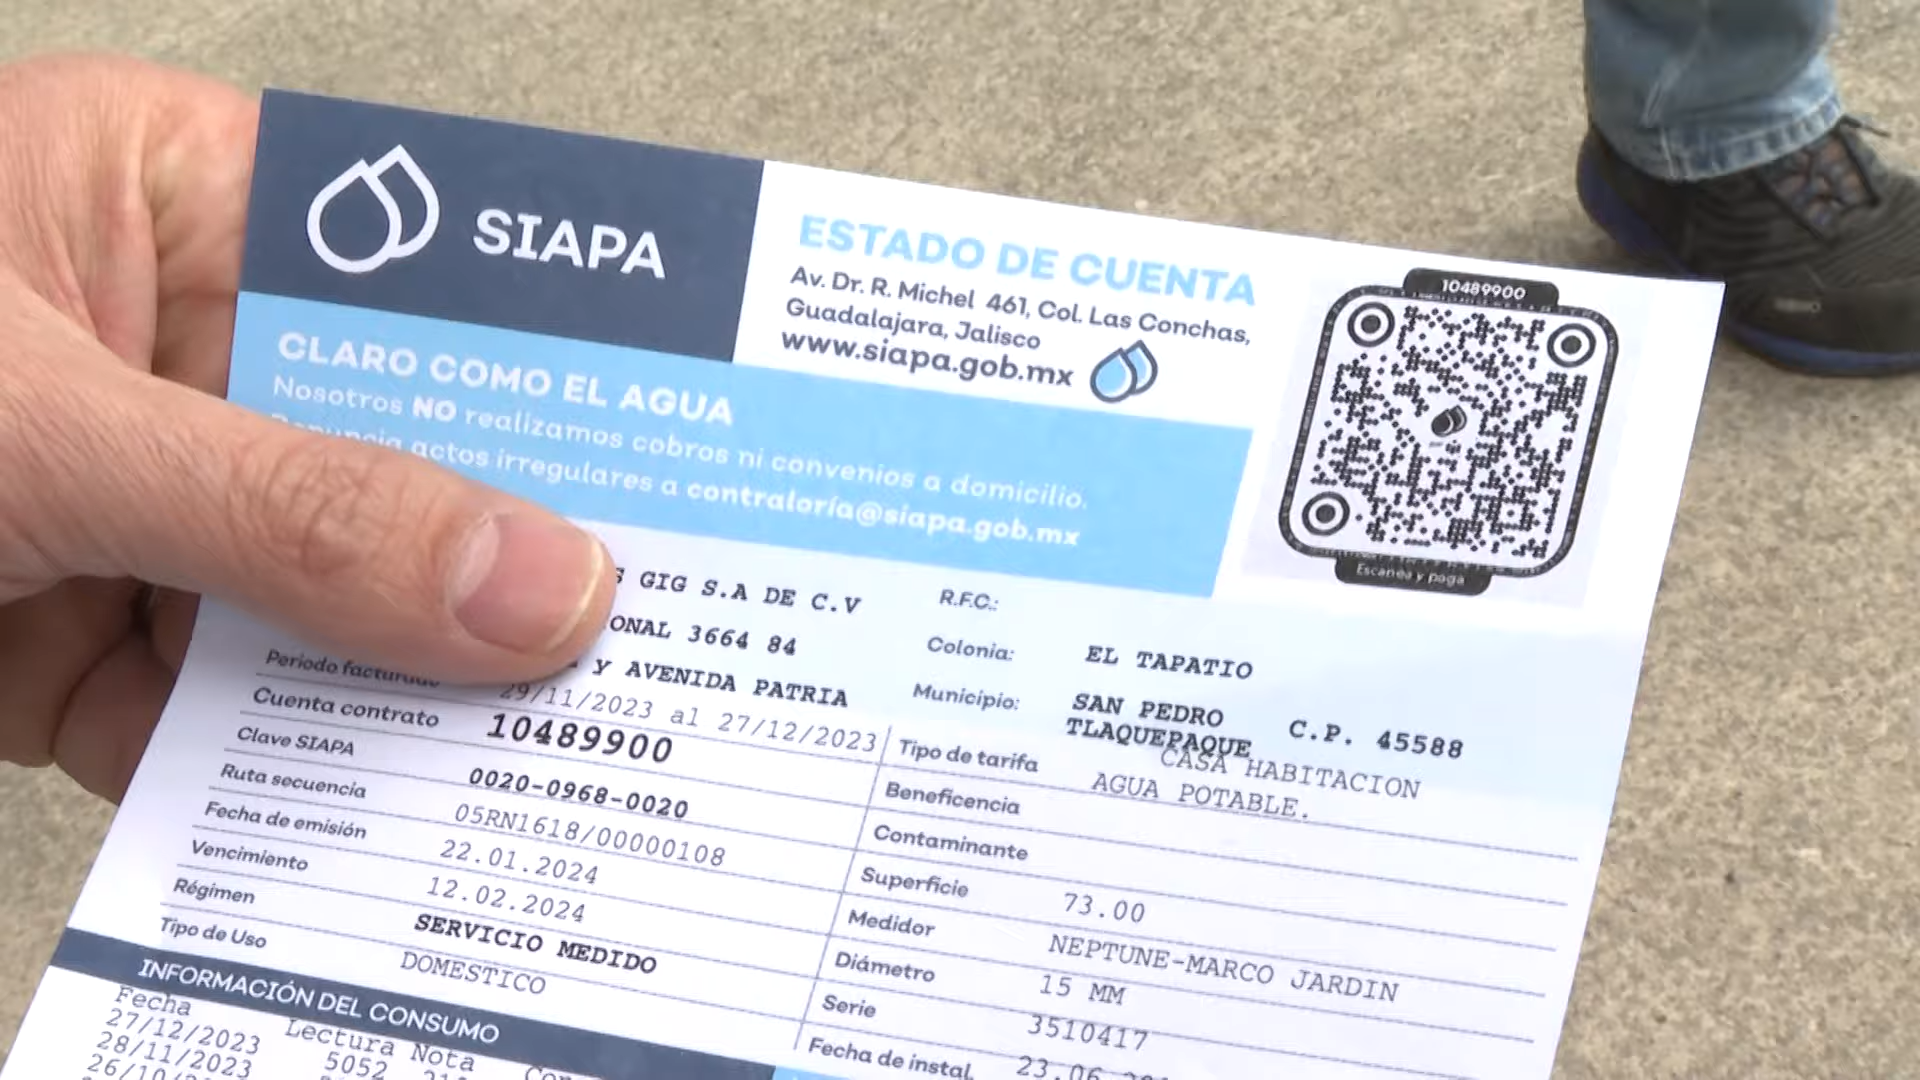 SIAPA
ESTADO DE CUENTA
Av. Dr. R. Michel 461, Col. Las Conchas,
Guadalajara, Jalisco
www.siapa.gob.mx
10489900
Escanea y paga
CLARO COMO EL AGUA
Nosotros NO realizamos cobros ni convenios a domicilio.
Denuncia actos irregulares a contraloría@siapa.gob.mx
GIG S.A DE C.V
3664 84
Y AVENIDA PATRIA
R.F.C.:
Colonia: EL TAPATIO
Municipio: SAN PEDRO TLAQUEPAQUE C.P. 45588
Periodo facturado 29/11/2023 al 27/12/2023
Cuenta contrato 10489900
Clave SIAPA 0020-0968-0020
Ruta secuencia 05RN1618/00000108
Fecha de emisión 22.01.2024
Vencimiento 12.02.2024
Régimen SERVICIO MEDIDO
Tipo de Uso DOMESTICO
Tipo de tarifa CASA HABITACION
AGUA POTABLE.
Beneficencia
Contaminante
Superficie 73.00
Medidor NEPTUNE-MARCO JARDIN
Diámetro 15 MM
Serie 3510417
Fecha de instal. 23.06
INFORMACIÓN DEL CONSUMO
Fecha Lectura Nota
27/12/2023 5052
28/11/2023
26/10/